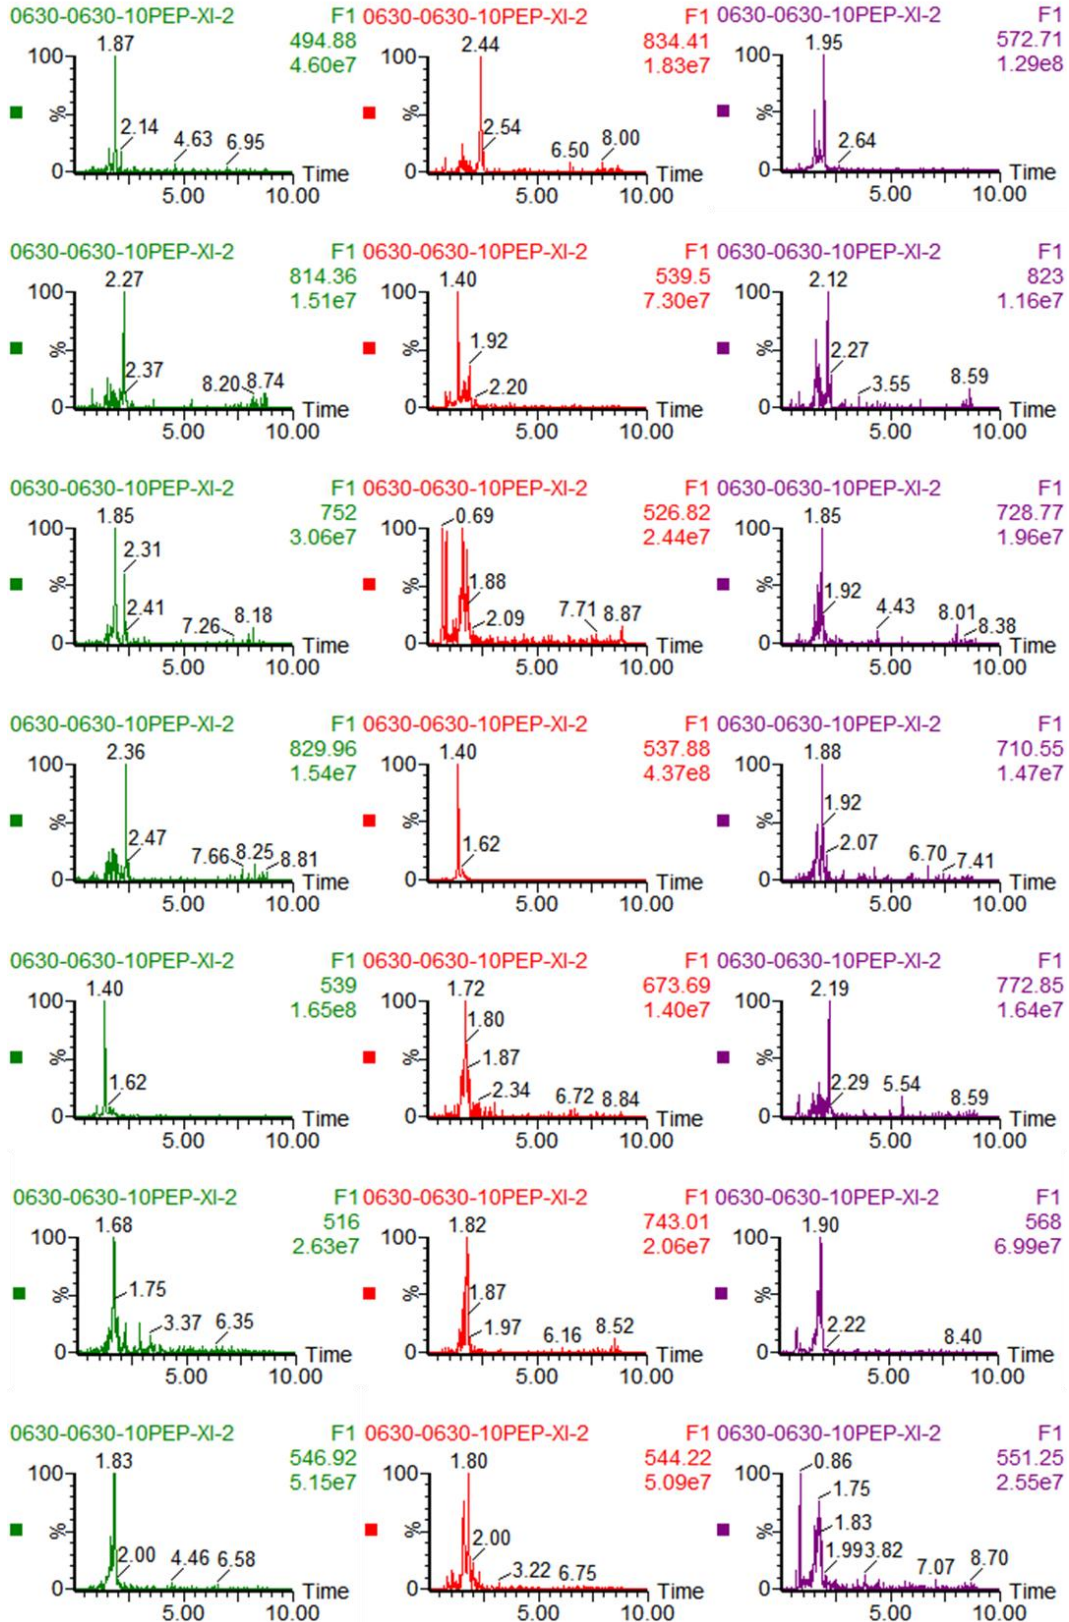 0630-0630-10PEP-XI-2 F1 0630-0630-10PEP-XI-2 F1 0630-0630-10PEP-XI-2 F1
1.87 494.88 2.44 834.41 1.95 572.71
100 4.60e7 100 1.83e7 100 1.29e8
% 2.14 4.63 6.95 % 2.54 6.50 8.00 % 2.64
0 Time 0 Time 0 Time
5.00 10.00 5.00 10.00 5.00 10.00
0630-0630-10PEP-XI-2 F1 0630-0630-10PEP-XI-2 F1 0630-0630-10PEP-XI-2 F1
2.27 814.36 1.40 539.5 2.12 823
100 1.51e7 100 7.30e7 100 1.16e7
% 2.37 8.20 8.74 % 1.92 2.20 % 2.27 3.55 8.59
0 Time 0 Time 0 Time
5.00 10.00 5.00 10.00 5.00 10.00
0630-0630-10PEP-XI-2 F1 0630-0630-10PEP-XI-2 F1 0630-0630-10PEP-XI-2 F1
1.85 752 0.69 526.82 1.85 728.77
100 3.06e7 100 2.44e7 100 1.96e7
% 2.31 2.41 7.26 8.18 % 1.88 2.09 7.71 8.87 % 1.92 4.43 8.01 8.38
0 Time 0 Time 0 Time
5.00 10.00 5.00 10.00 5.00 10.00
0630-0630-10PEP-XI-2 F1 0630-0630-10PEP-XI-2 F1 0630-0630-10PEP-XI-2 F1
2.36 829.96 1.40 537.88 1.88 710.55
100 1.54e7 100 4.37e8 100 1.47e7
% 2.47 7.66 8.25 8.81 % 1.62 % 1.92 2.07 6.70 7.41
0 Time 0 Time 0 Time
5.00 10.00 5.00 10.00 5.00 10.00
0630-0630-10PEP-XI-2 F1 0630-0630-10PEP-XI-2 F1 0630-0630-10PEP-XI-2 F1
1.40 539 1.72 673.69 2.19 772.85
100 1.65e8 100 1.40e7 100 1.64e7
% 1.62 % 1.80 1.87 2.34 6.72 8.84 % 2.29 5.54 8.59
0 Time 0 Time 0 Time
5.00 10.00 5.00 10.00 5.00 10.00
0630-0630-10PEP-XI-2 F1 0630-0630-10PEP-XI-2 F1 0630-0630-10PEP-XI-2 F1
1.68 516 1.82 743.01 1.90 568
100 2.63e7 100 2.06e7 100 6.99e7
% 1.75 3.37 6.35 % 1.87 1.97 6.16 8.52 % 2.22 8.40
0 Time 0 Time 0 Time
5.00 10.00 5.00 10.00 5.00 10.00
0630-0630-10PEP-XI-2 F1 0630-0630-10PEP-XI-2 F1 0630-0630-10PEP-XI-2 F1
1.83 546.92 1.80 544.22 0.86 551.25
100 5.15e7 100 5.09e7 100 1.75 2.55e7
% 2.00 4.46 6.58 % 2.00 3.22 6.75 % 1.83 1.99 3.82 7.07 8.70
0 Time 0 Time 0 Time
5.00 10.00 5.00 10.00 5.00 10.00